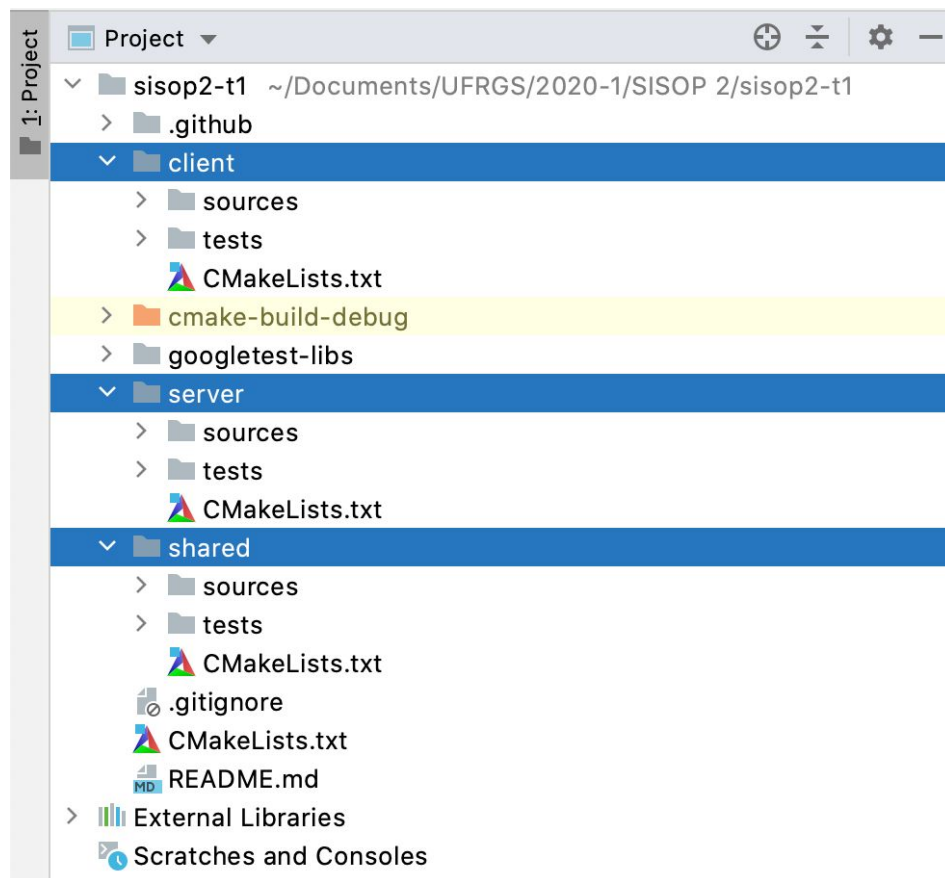 1: Project
Project
sisop2-t1 ~/Documents/UFRGS/2020-1/SISOP 2/sisop2-t1
.github
client
sources
tests
CMakeLists.txt
cmake-build-debug
googletest-libs
server
sources
tests
CMakeLists.txt
shared
sources
tests
CMakeLists.txt
.gitignore
CMakeLists.txt
MD README.md
External Libraries
Scratches and Consoles